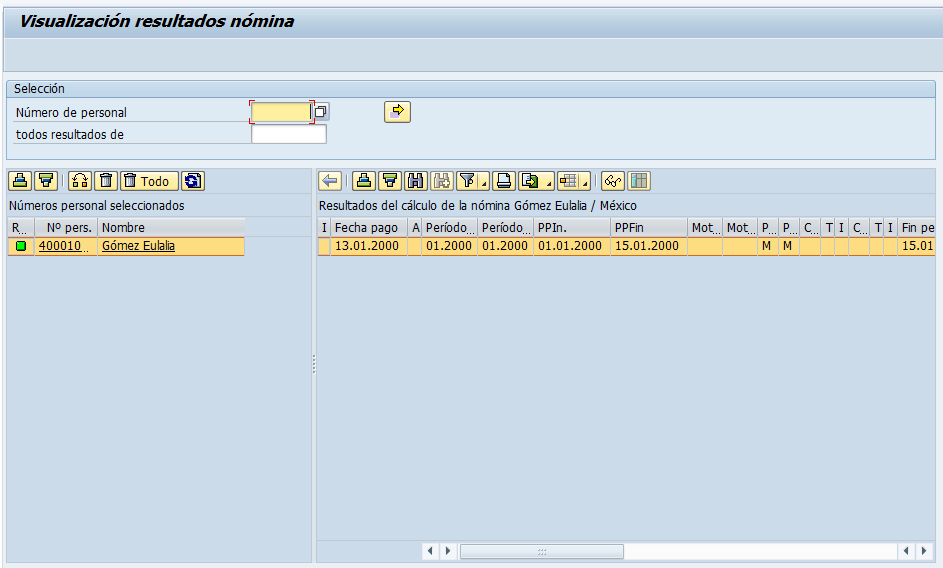 Visualización resultados nómina
Selección
Número de personal
todos resultados de
Todo
Números personal seleccionados
R... Nº pers. Nombre
400010 Gómez Eulalia
Resultados del cálculo de la nómina Gómez Eulalia / México
I Fecha pago A Período... Período... PPIn. PPFin Mot... Mot... P... P... C... T I C... T I Fin pe
13.01.2000 01.2000 01.2000 01.01.2000 15.01.2000 M M 15.01